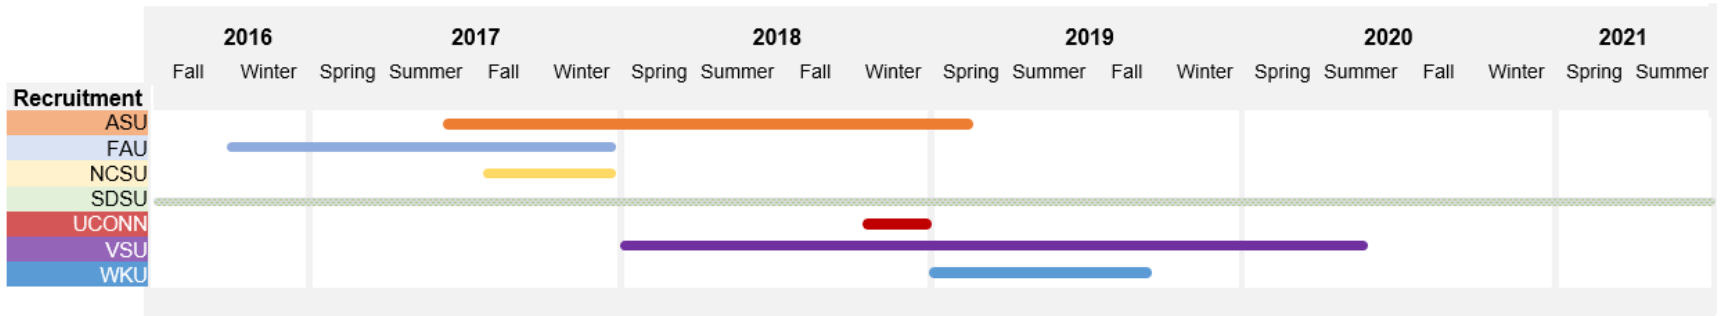 2016 2017 2018 2019 2020 2021
Fall Winter Spring Summer Fall Winter Spring Summer Fall Winter Spring Summer Fall Winter Spring Summer Fall Winter Spring Summer
Recruitment
ASU
FAU
NCSU
SDSU
UCONN
VSU
WKU